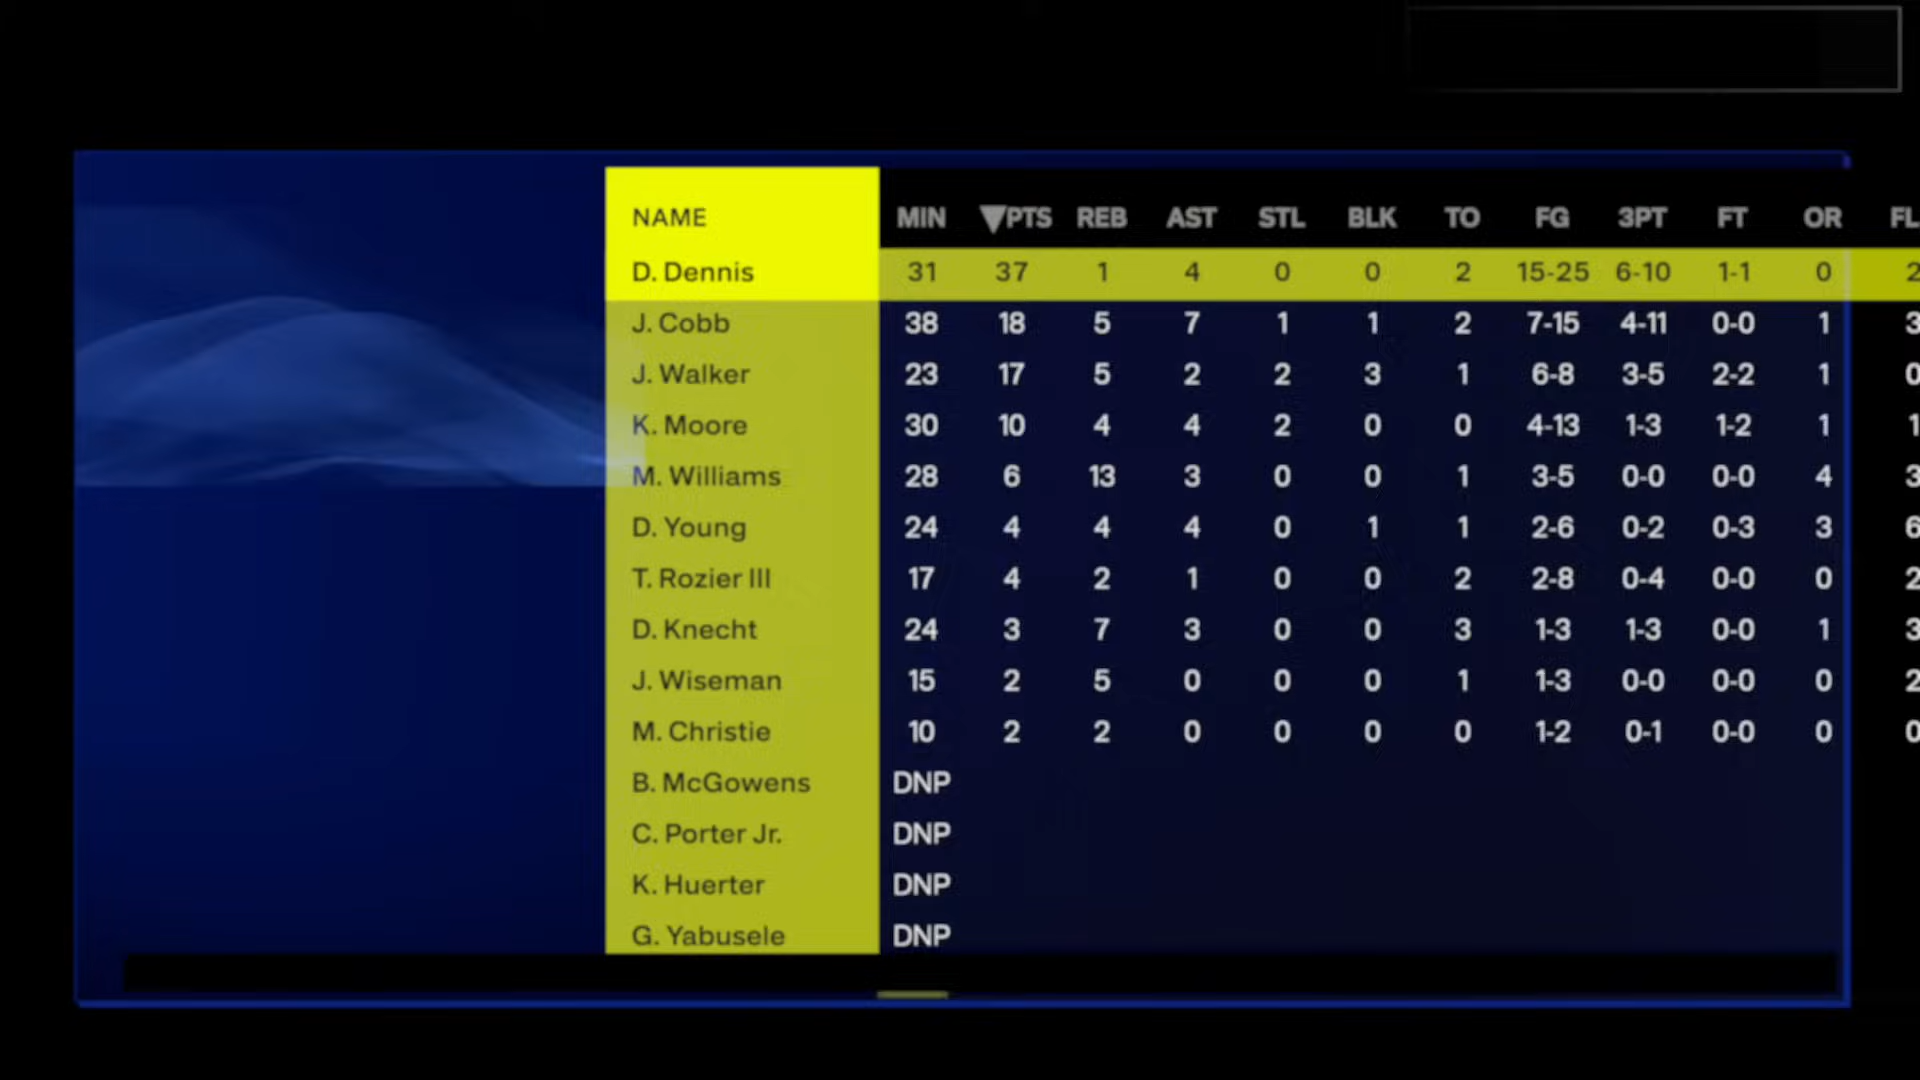 NAME MIN ▼PTS REB AST STL BLK TO FG 3PT FT OR FL
D. Dennis 31 37 1 4 0 0 2 15-25 6-10 1-1 0 2
J. Cobb 38 18 5 7 1 1 2 7-15 4-11 0-0 1 3
J. Walker 23 17 5 2 2 3 1 6-8 3-5 2-2 1 0
K. Moore 30 10 4 4 2 0 0 4-13 1-3 1-2 1 1
M. Williams 28 6 13 3 0 0 1 3-5 0-0 0-0 4 3
D. Young 24 4 4 4 0 1 1 2-6 0-2 0-3 3 6
T. Rozier III 17 4 2 1 0 0 2 2-8 0-4 0-0 0 2
D. Knecht 24 3 7 3 0 0 3 1-3 1-3 0-0 1 3
J. Wiseman 15 2 5 0 0 0 1 1-3 0-0 0-0 0 2
M. Christie 10 2 2 0 0 0 0 1-2 0-1 0-0 0 0
B. McGowens DNP
C. Porter Jr. DNP
K. Huerter DNP
G. Yabusele DNP